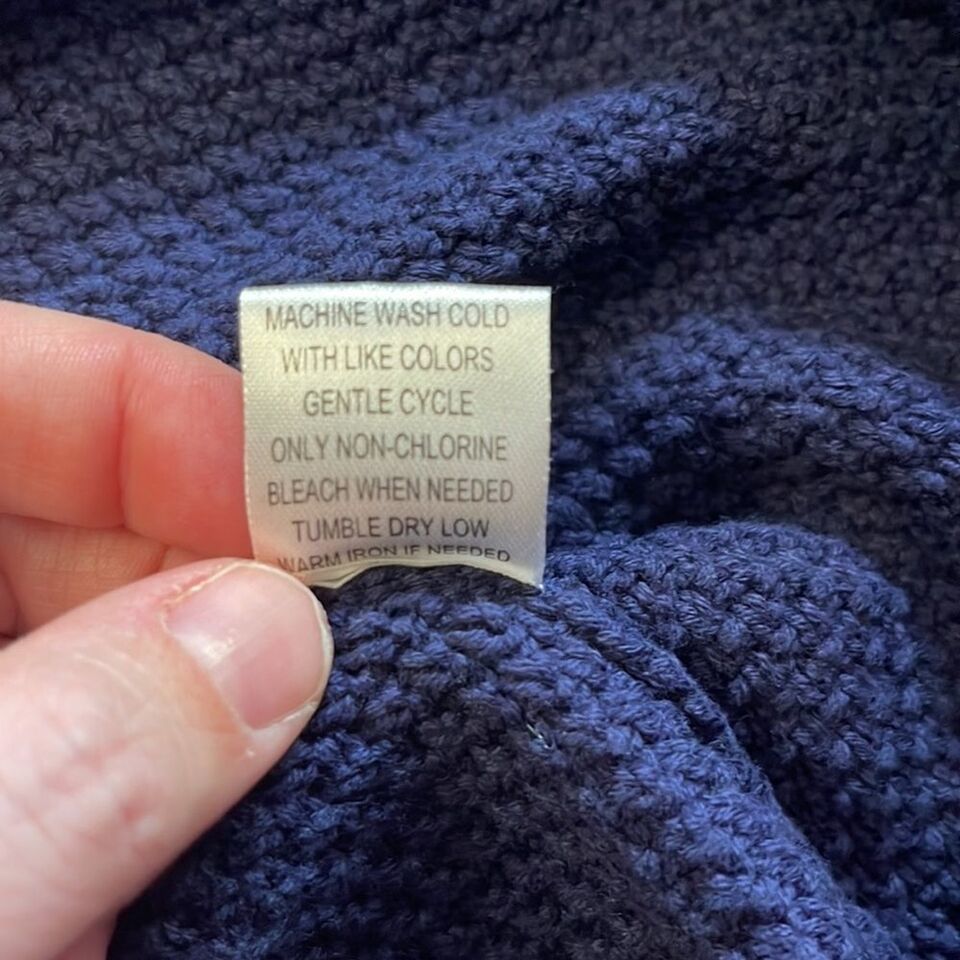 MACHINE WASH COLD
WITH LIKE COLORS
GENTLE CYCLE
ONLY NON-CHLORINE
BLEACH WHEN NEEDED
TUMBLE DRY LOW
WARM IRON IF NEEDED